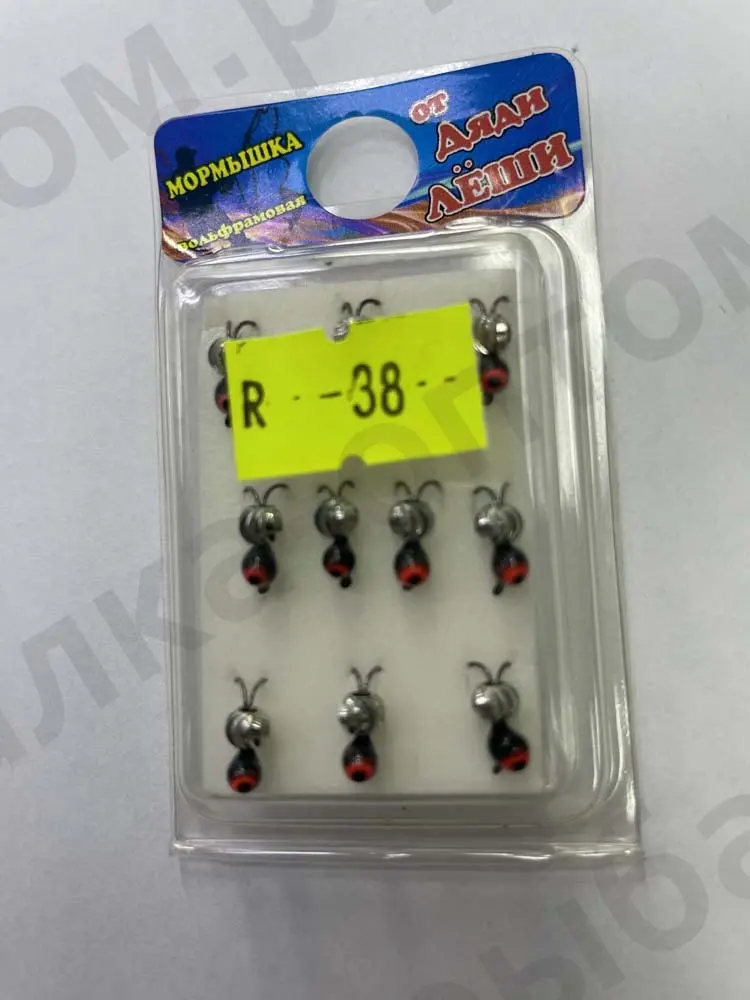 МОРМЫШКА
вольфрамовая
от
ДЯДИ
ЛЁШИ
R --38--